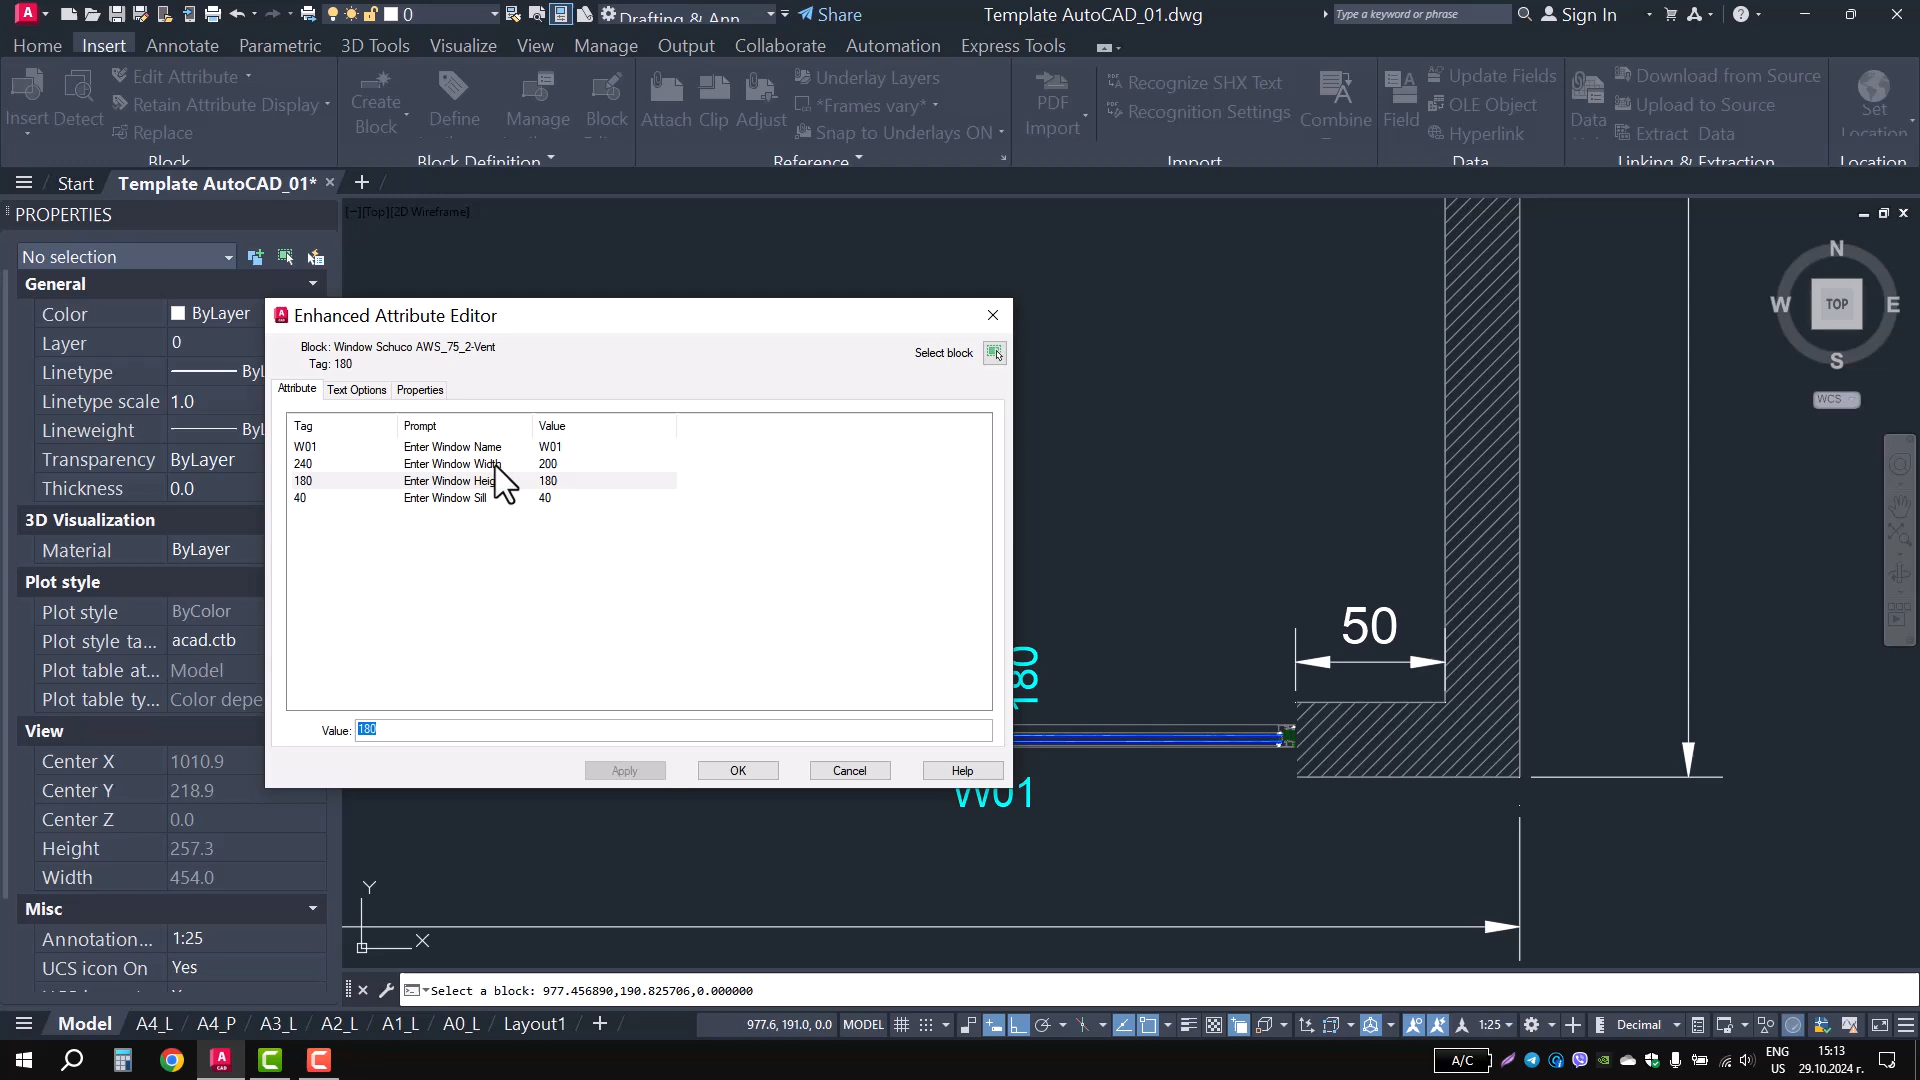 0
Drafting & Ann
Share
Template AutoCAD_01.dwg
Type a keyword or phrase
Sign In
Home
Insert
Annotate
Parametric
3D Tools
Visualize
View
Manage
Output
Collaborate
Automation
Express Tools
Insert
Detect
Edit Attribute
Retain Attribute Display
Replace
Block
Create
Block
Define
Manage
Block
Block Definition
Attach
Clip
Adjust
Underlay Layers
*Frames vary*
Snap to Underlays ON
Reference
PDF
Import
Recognize SHX Text
Recognition Settings
Combine
Import
Field
Update Fields
OLE Object
Hyperlink
Data
Data
Download from Source
Upload to Source
Extract Data
Linking & Extraction
Set
Location
Location
Start
Template AutoCAD_01*
PROPERTIES
No selection
General
Color ByLayer
Layer 0
Linetype ByL
Linetype scale 1.0
Lineweight ByL
Transparency ByLayer
Thickness 0.0
3D Visualization
Material ByLayer
Plot style
Plot style ByColor
Plot style ta... acad.ctb
Plot table at... Model
Plot table ty... Color depe
View
Center X 1010.9
Center Y 218.9
Center Z 0.0
Height 257.3
Width 454.0
Misc
Annotation... 1:25
UCS icon On Yes
[−][Top][2D Wireframe]
Enhanced Attribute Editor
Block: Window Schuco AWS_75_2-Vent
Tag: 180
Select block
Attribute
Text Options
Properties
Tag Prompt Value
W01 Enter Window Name W01
240 Enter Window Width 200
180 Enter Window Heig 180
40 Enter Window Sill 40
Value: 180
Apply
OK
Cancel
Help
50
180
W01
N
W
TOP
E
S
WCS
Y
X
Select a block: 977.456890,190.825706,0.000000
Model
A4_L
A4_P
A3_L
A2_L
A1_L
A0_L
Layout1
977.6, 191.0, 0.0
MODEL
1:25
Decimal
A/C
ENG
US
15:13
29.10.2024 г.